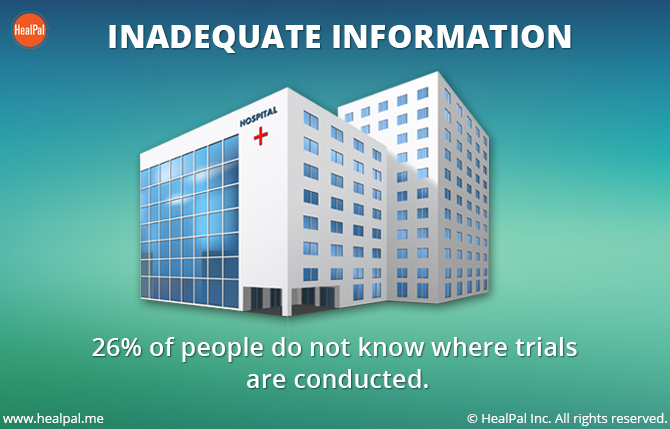 HealPal
INADEQUATE INFORMATION
HOSPITAL
26% of people do not know where trials
are conducted.
www.healpal.me
© HealPal Inc. All rights reserved.